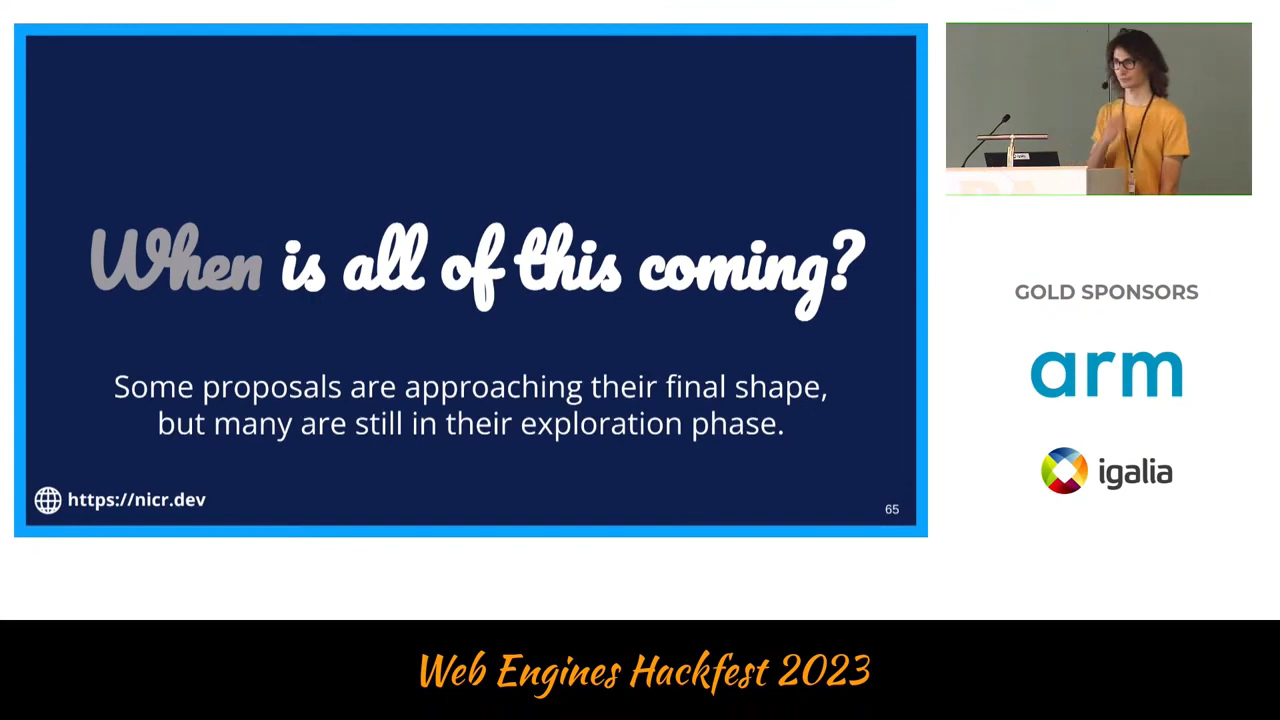 When is all of this coming?
Some proposals are approaching their final shape,
but many are still in their exploration phase.
https://nicr.dev
65
GOLD SPONSORS
arm
igalia
Web Engines Hackfest 2023